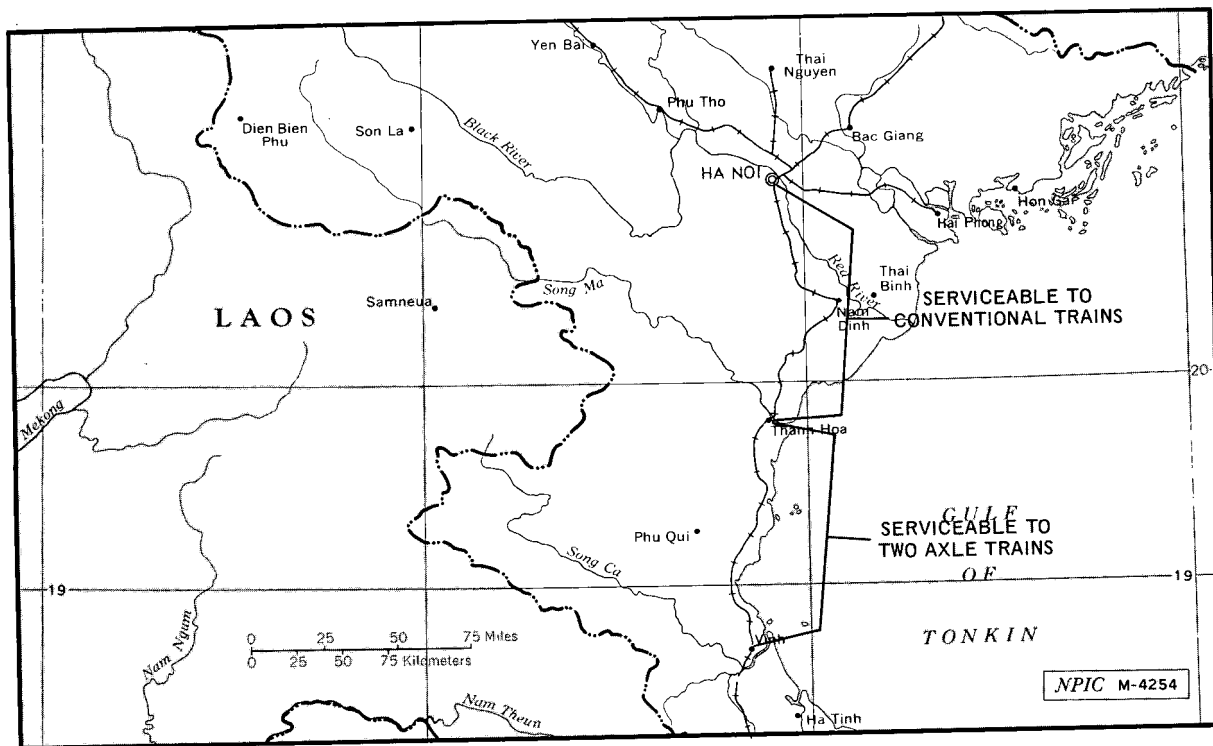 Yen Bai
Thai
Nguyen
Phu Tho
Dien Bien
Phu
Son La
Black River
Bac Giang
HA NOI
Hon Gai
Hai Phong
Red River
Thai
Binh
Song Ma
Samneua
LAOS
SERVICEABLE TO
CONVENTIONAL TRAINS
Nam
Dinh
20
Mekong
Thanh Hoa
GULF
SERVICEABLE TO
TWO AXLE TRAINS
Phu Qui
Song Ca
OF
19
19
0 25 50 75 Miles
0 25 50 75 Kilometers
Vinh
TONKIN
Nam Ngum
NPIC M-4254
Nam Theun
Ha Tinh